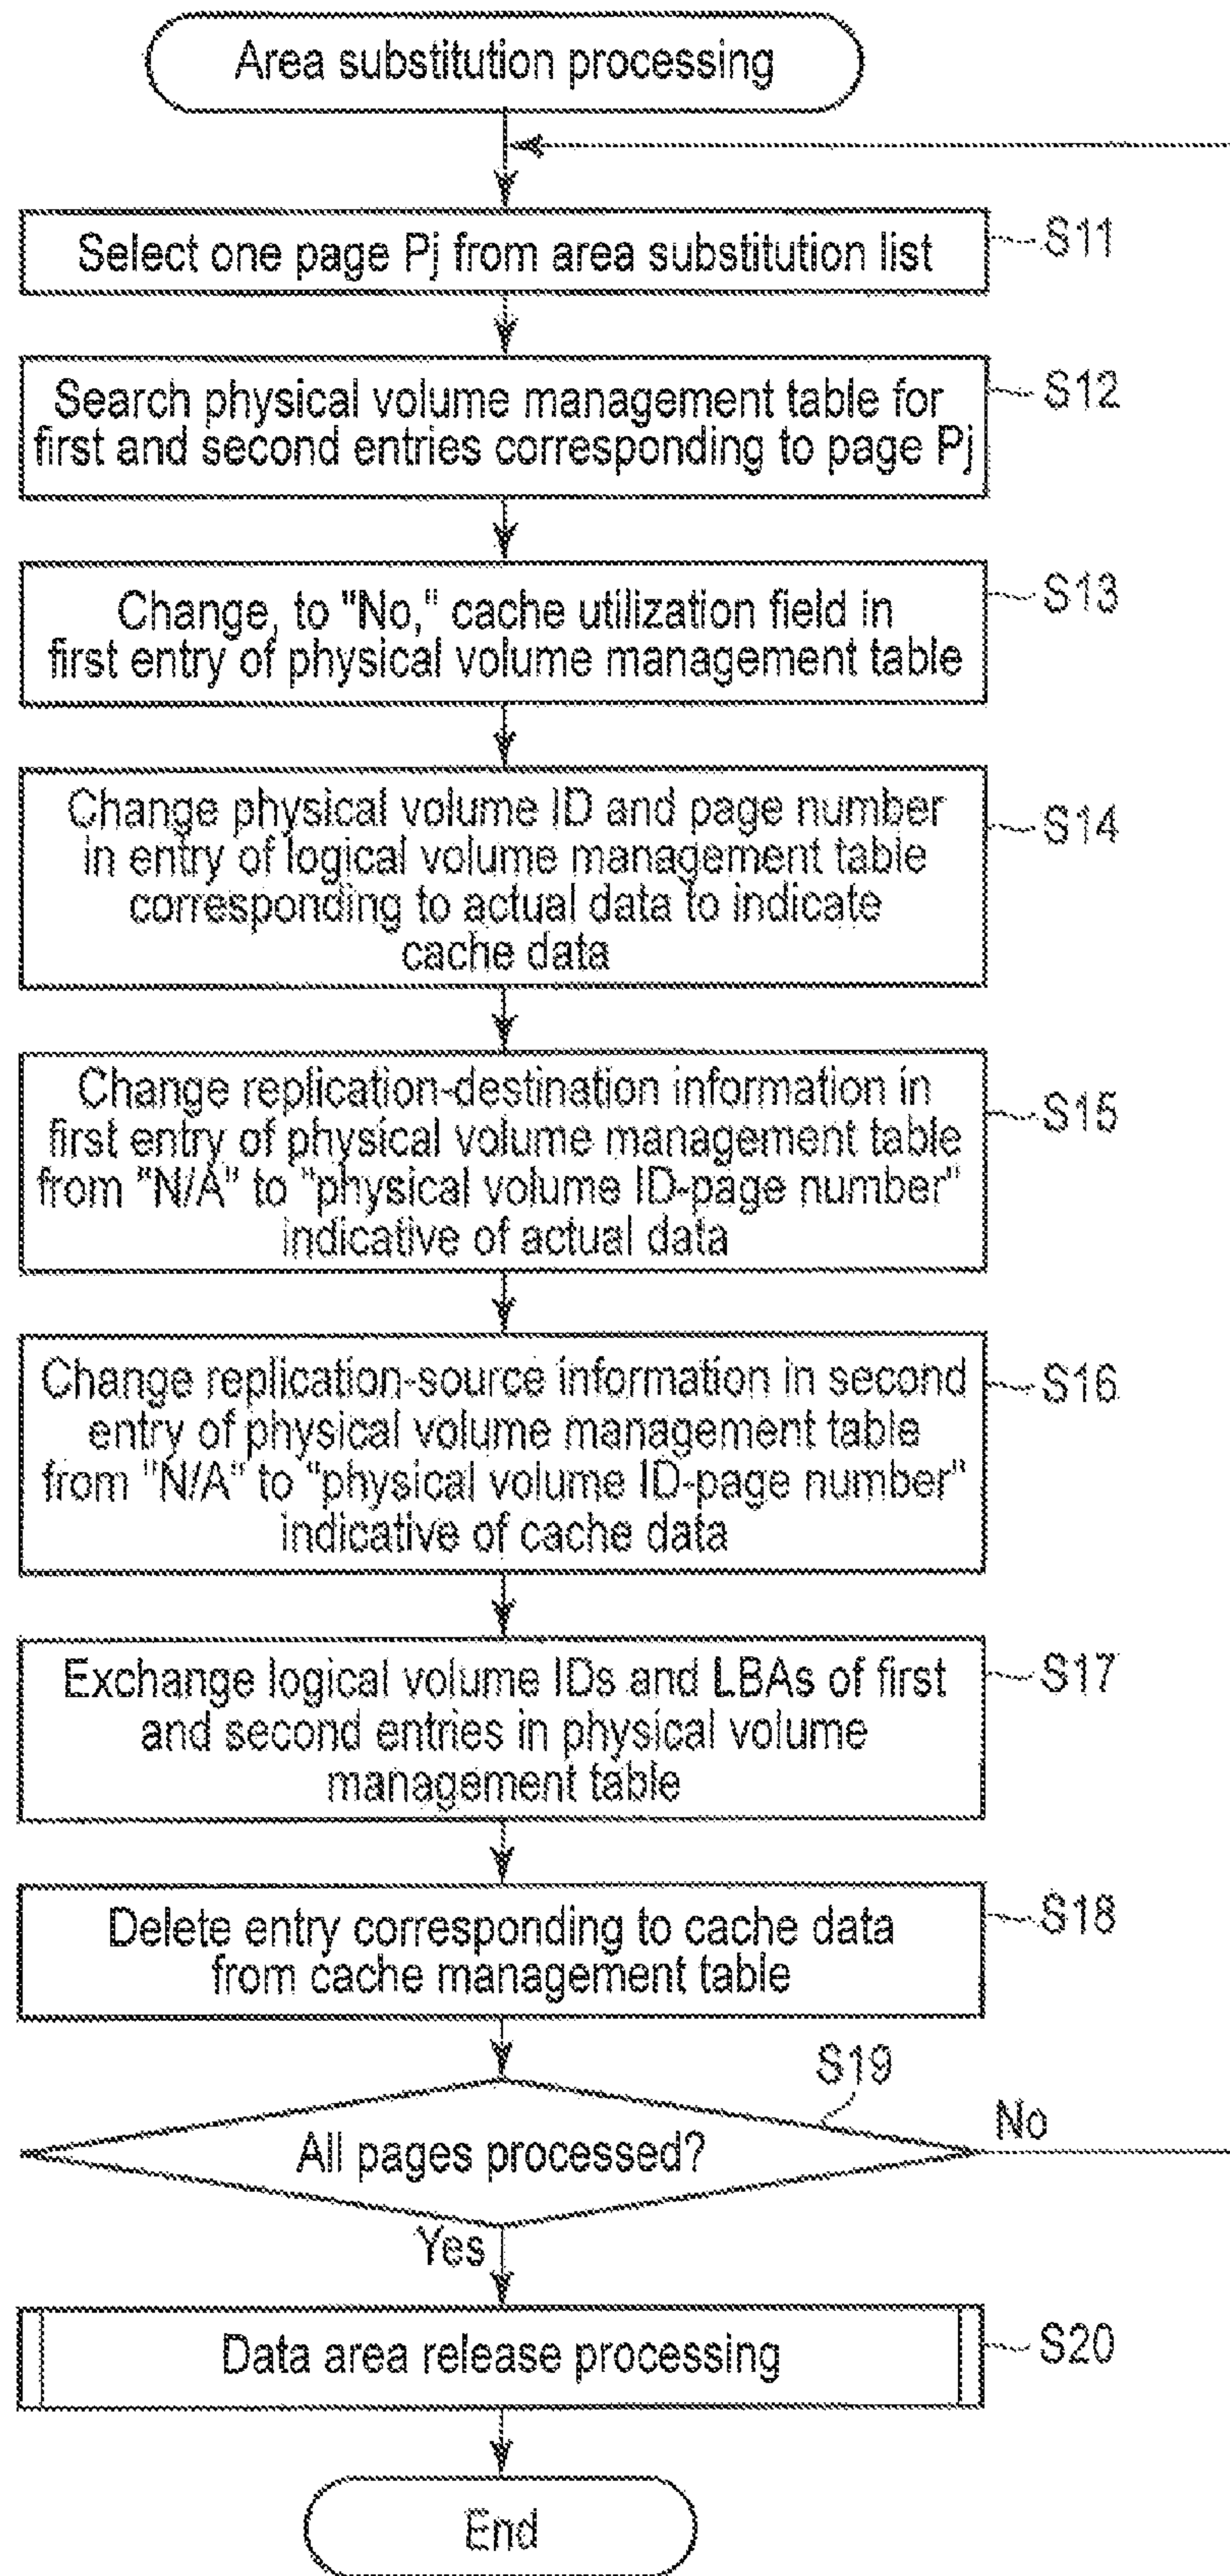 Area substitution processing
Select one page Pj from area substitution list
S11
Search physical volume management table for
first and second entries corresponding to page Pj
S12
Change, to "No," cache utilization field in
first entry of physical volume management table
S13
Change physical volume ID and page number
in entry of logical volume management table
corresponding to actual data to indicate
cache data
S14
Change replication-destination information in
first entry of physical volume management table
from "N/A" to "physical volume ID-page number"
indicative of actual data
S15
Change replication-source information in second
entry of physical volume management table
from "N/A" to "physical volume ID-page number"
indicative of cache data
S16
Exchange logical volume IDs and LBAs of first
and second entries in physical volume
management table
S17
Delete entry corresponding to cache data
from cache management table
S18
S19
All pages processed?
No
Yes
Data area release processing
S20
End